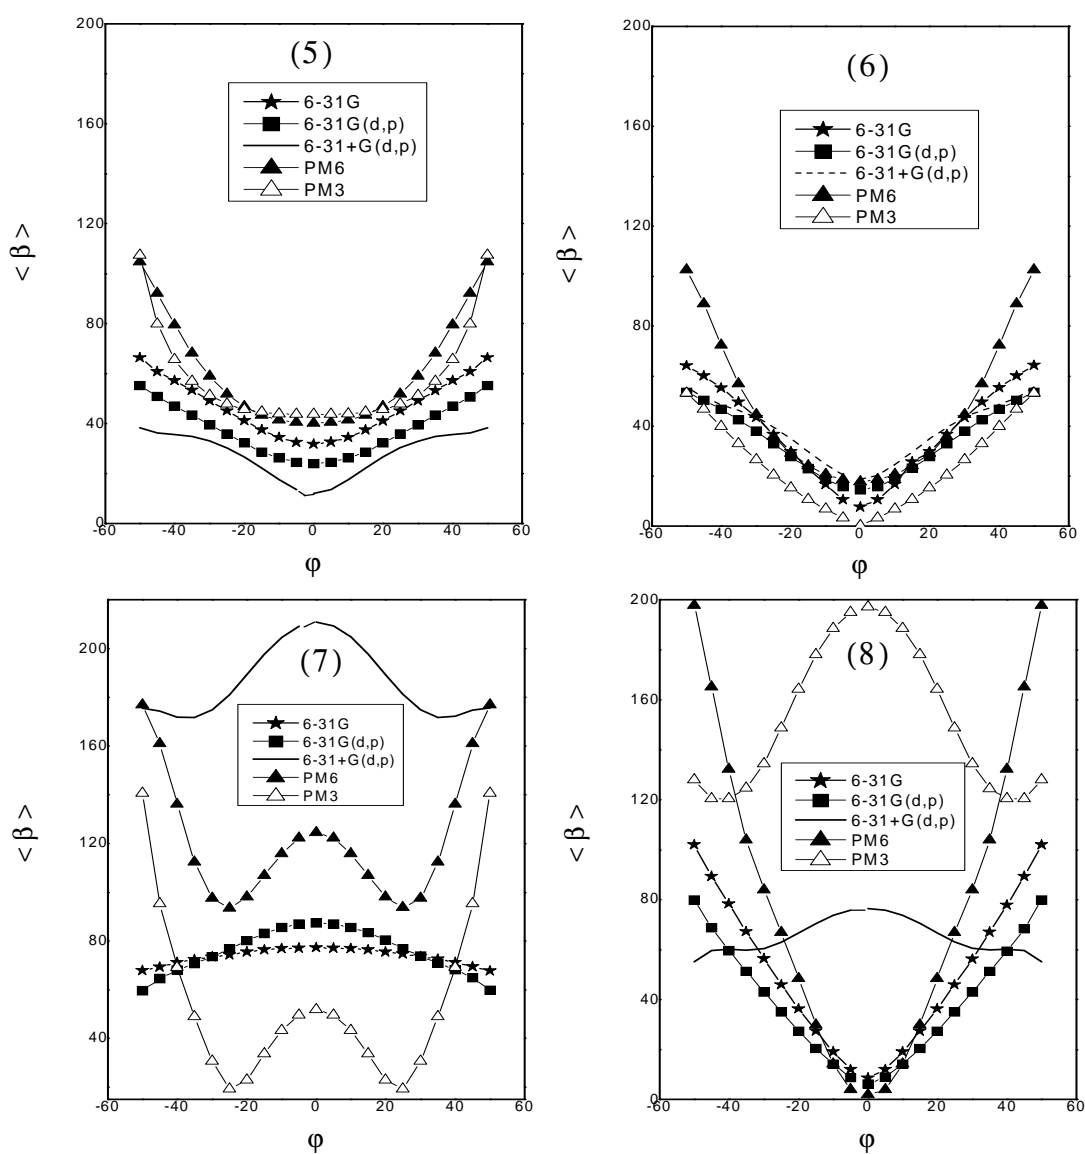 (5)
6-31G
6-31G(d,p)
6-31+G(d,p)
PM6
PM3
200
160
120
80
40
0
-60 -40 -20 0 20 40 60
< β >
φ
(6)
6-31G
6-31G(d,p)
6-31+G(d,p)
PM6
PM3
200
160
120
80
40
0
-60 -40 -20 0 20 40 60
< β >
φ
(7)
6-31G
6-31G(d,p)
6-31+G(d,p)
PM6
PM3
200
160
120
80
40
-60 -40 -20 0 20 40 60
< β >
φ
(8)
6-31G
6-31G(d,p)
6-31+G(d,p)
PM6
PM3
200
160
120
80
40
0
-60 -40 -20 0 20 40 60
< β >
φ